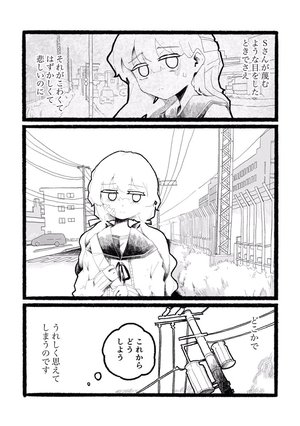 Sさんが蔑む
ような目をした
ときでさえ
それがこわくて
はずかしくて
悲しいのに
どこかで
これから
どう
しよう
うれしく思えて
しまうのです